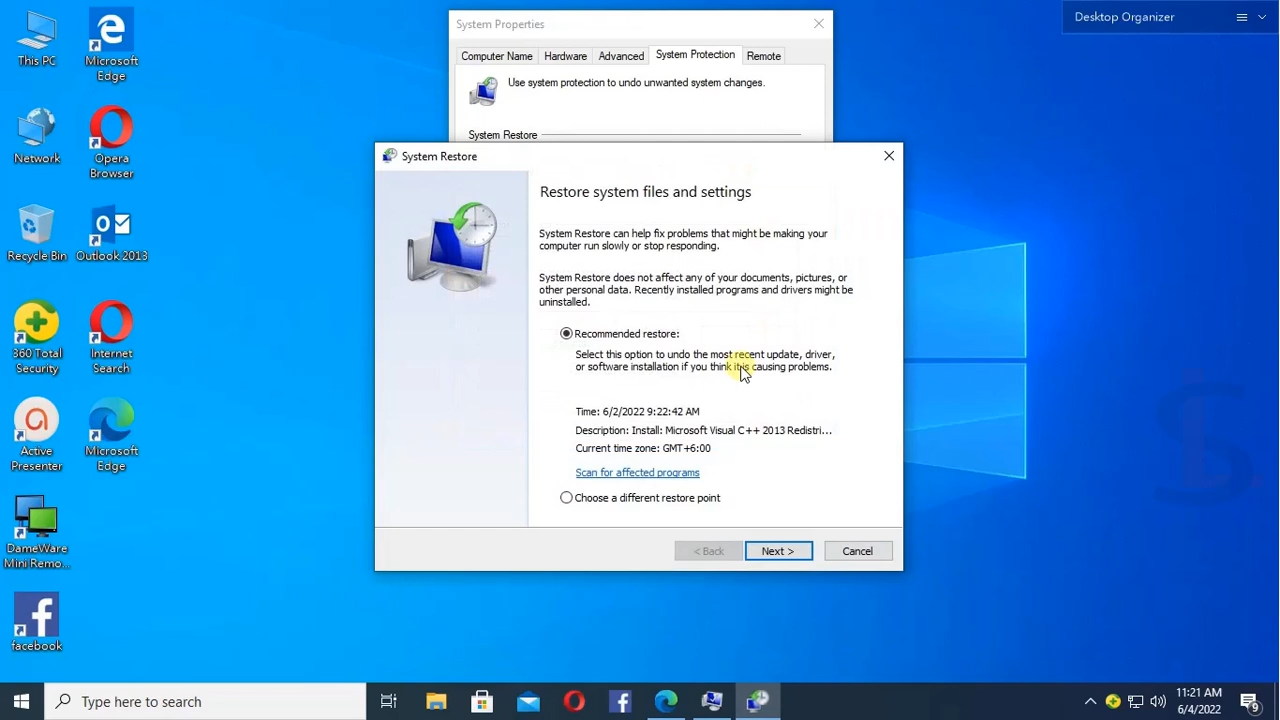 System Properties
Computer Name
Hardware
Advanced
System Protection
Remote
Use system protection to undo unwanted system changes.
System Restore
System Restore
Restore system files and settings
System Restore can help fix problems that might be making your
computer run slowly or stop responding.
System Restore does not affect any of your documents, pictures, or
other personal data. Recently installed programs and drivers might be
uninstalled.
Recommended restore:
Select this option to undo the most recent update, driver,
or software installation if you think it is causing problems.
Time: 6/2/2022 9:22:42 AM
Description: Install: Microsoft Visual C++ 2013 Redistri...
Current time zone: GMT+6:00
Scan for affected programs
Choose a different restore point
< Back
Next >
Cancel
Desktop Organizer
This PC
Microsoft
Edge
Network
Opera
Browser
Recycle Bin
Outlook 2013
360 Total
Security
Internet
Search
Active
Presenter
Microsoft
Edge
DameWare
Mini Remo...
facebook
Type here to search
11:21 AM
6/4/2022
9